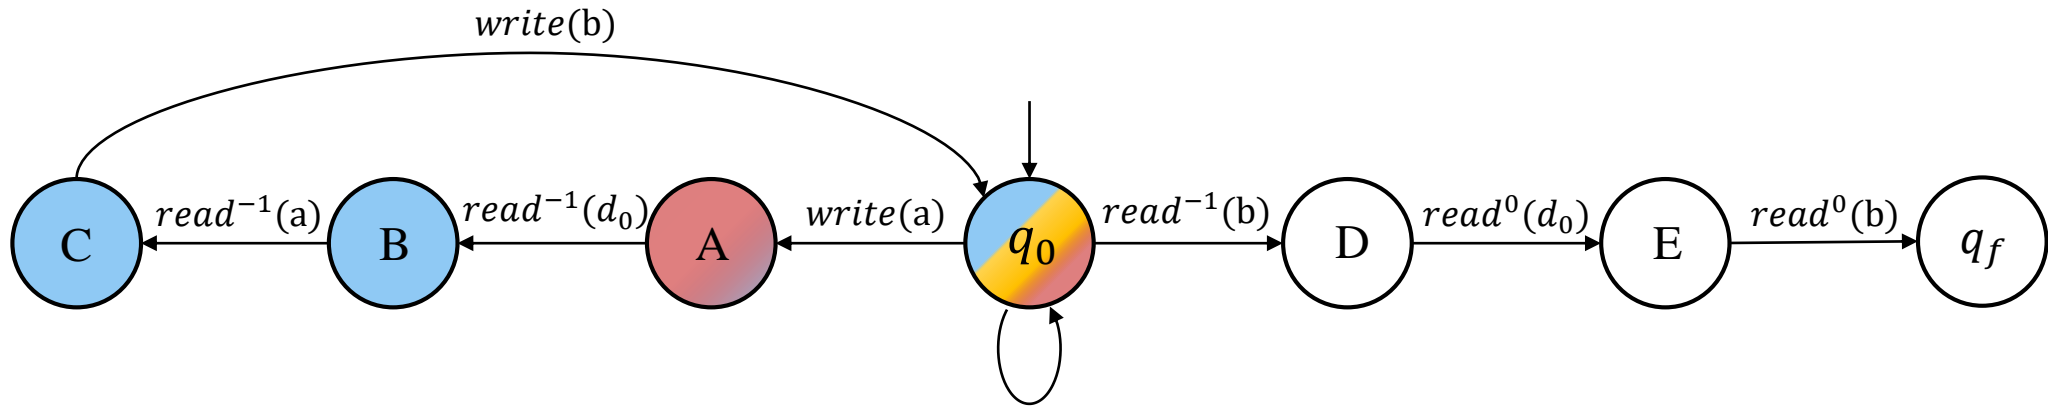 write(b)
C
read⁻¹(a)
B
read⁻¹(d₀)
A
write(a)
q₀
read⁻¹(b)
D
read⁰(d₀)
E
read⁰(b)
q_f